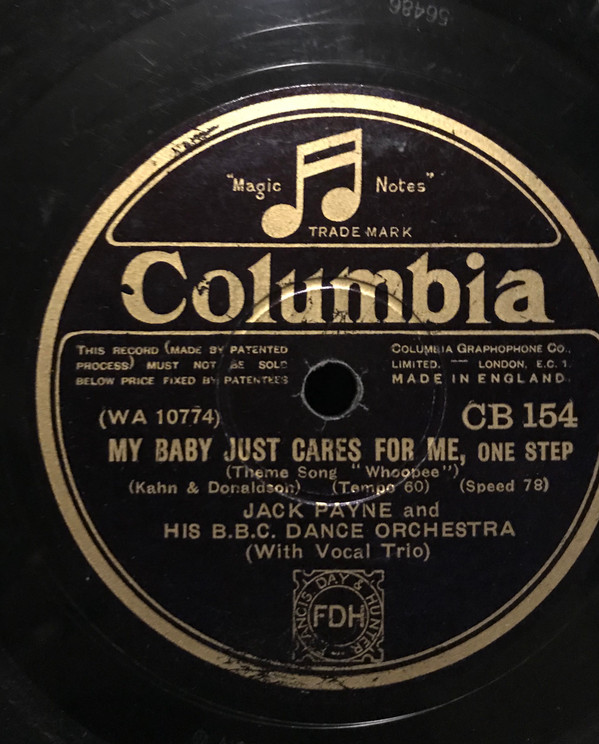 56486
"Magic Notes"
TRADE MARK
Columbia
THIS RECORD (MADE BY PATENTED
PROCESS) MUST NOT BE SOLD
BELOW PRICE FIXED BY PATENTEES
COLUMBIA GRAPHOPHONE CO.,
LIMITED. — LONDON, E.C.1.
MADE IN ENGLAND.
(WA 10774)
CB 154
MY BABY JUST CARES FOR ME, ONE STEP
(Theme Song "Whoopee")
(Kahn & Donaldson) (Tempo 60) (Speed 78)
JACK PAYNE and
HIS B.B.C. DANCE ORCHESTRA
(With Vocal Trio)
FRANCIS DAY & HUNTER
FDH